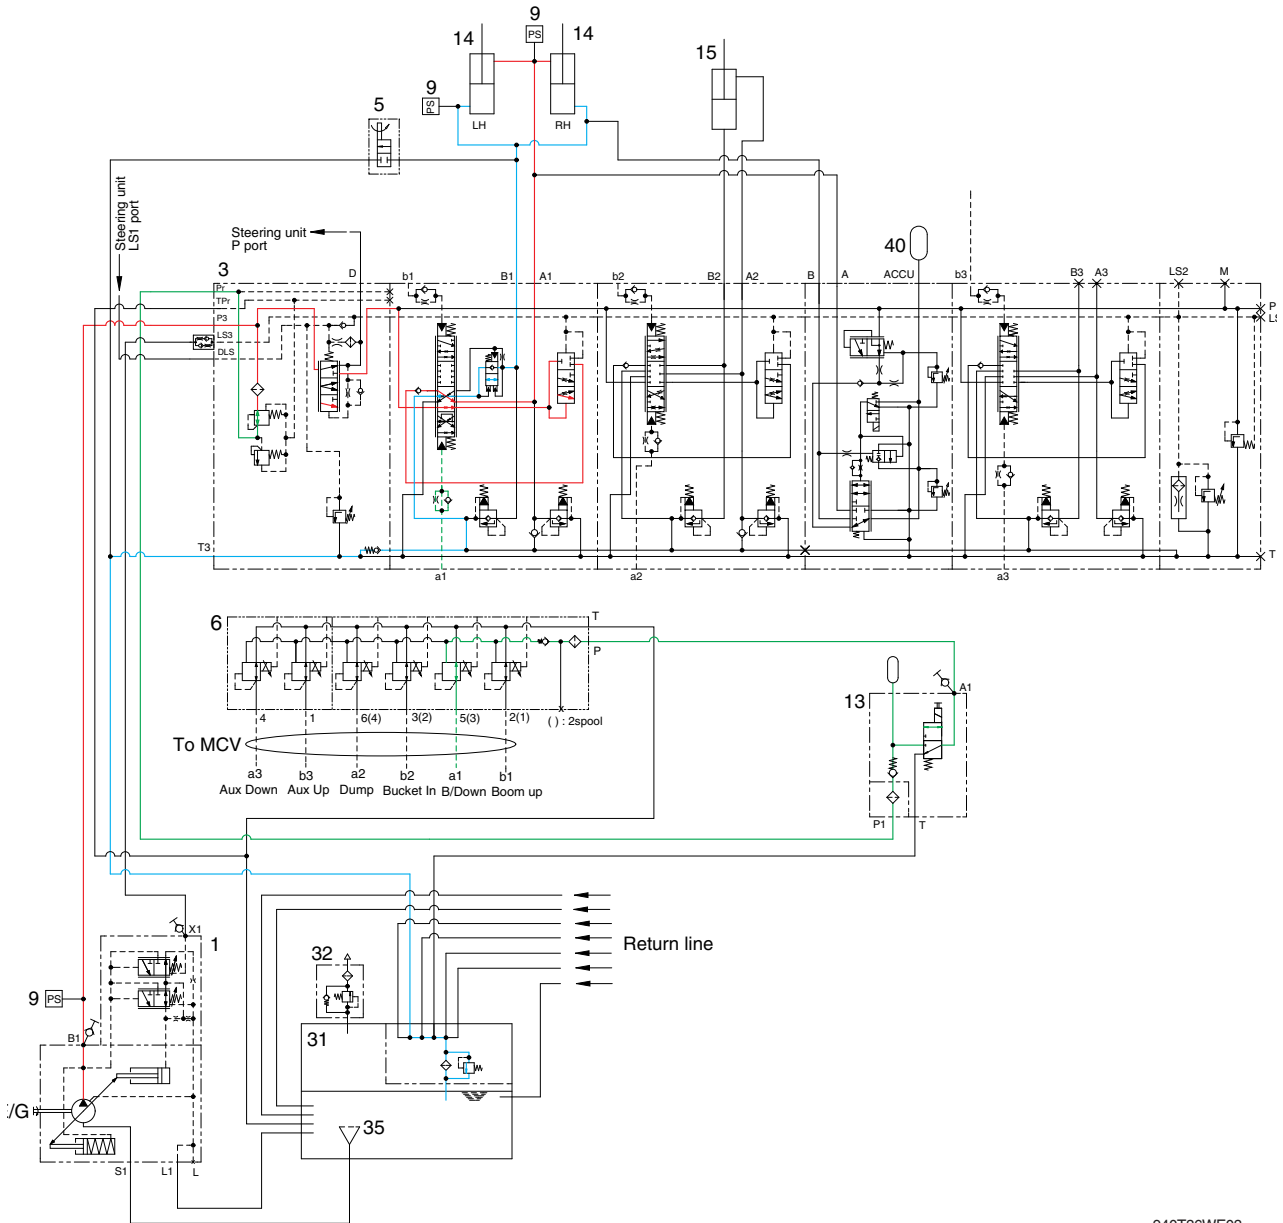 9
PS
14
14
15
9
PS
5
LH
RH
Steering unit
LS1 port
Steering unit
P port
40
3
D
b1
B1
A1
b2
B2
A2
B
A
ACCU
b3
B3
A3
LS2
M
Pr
TPr
P3
LS3
DLS
P
LS
T3
T
a1
a2
a3
6
T
P
4
1
6(4)
3(2)
5(3)
2(1)
( ) : 2spool
To MCV
a3
b3
a2
b2
a1
b1
Aux Down
Aux Up
Dump
Bucket In
B/Down
Boom up
13
A1
P1
T
X1
1
Return line
32
9
PS
B1
31
35
/G
S1
L1
L